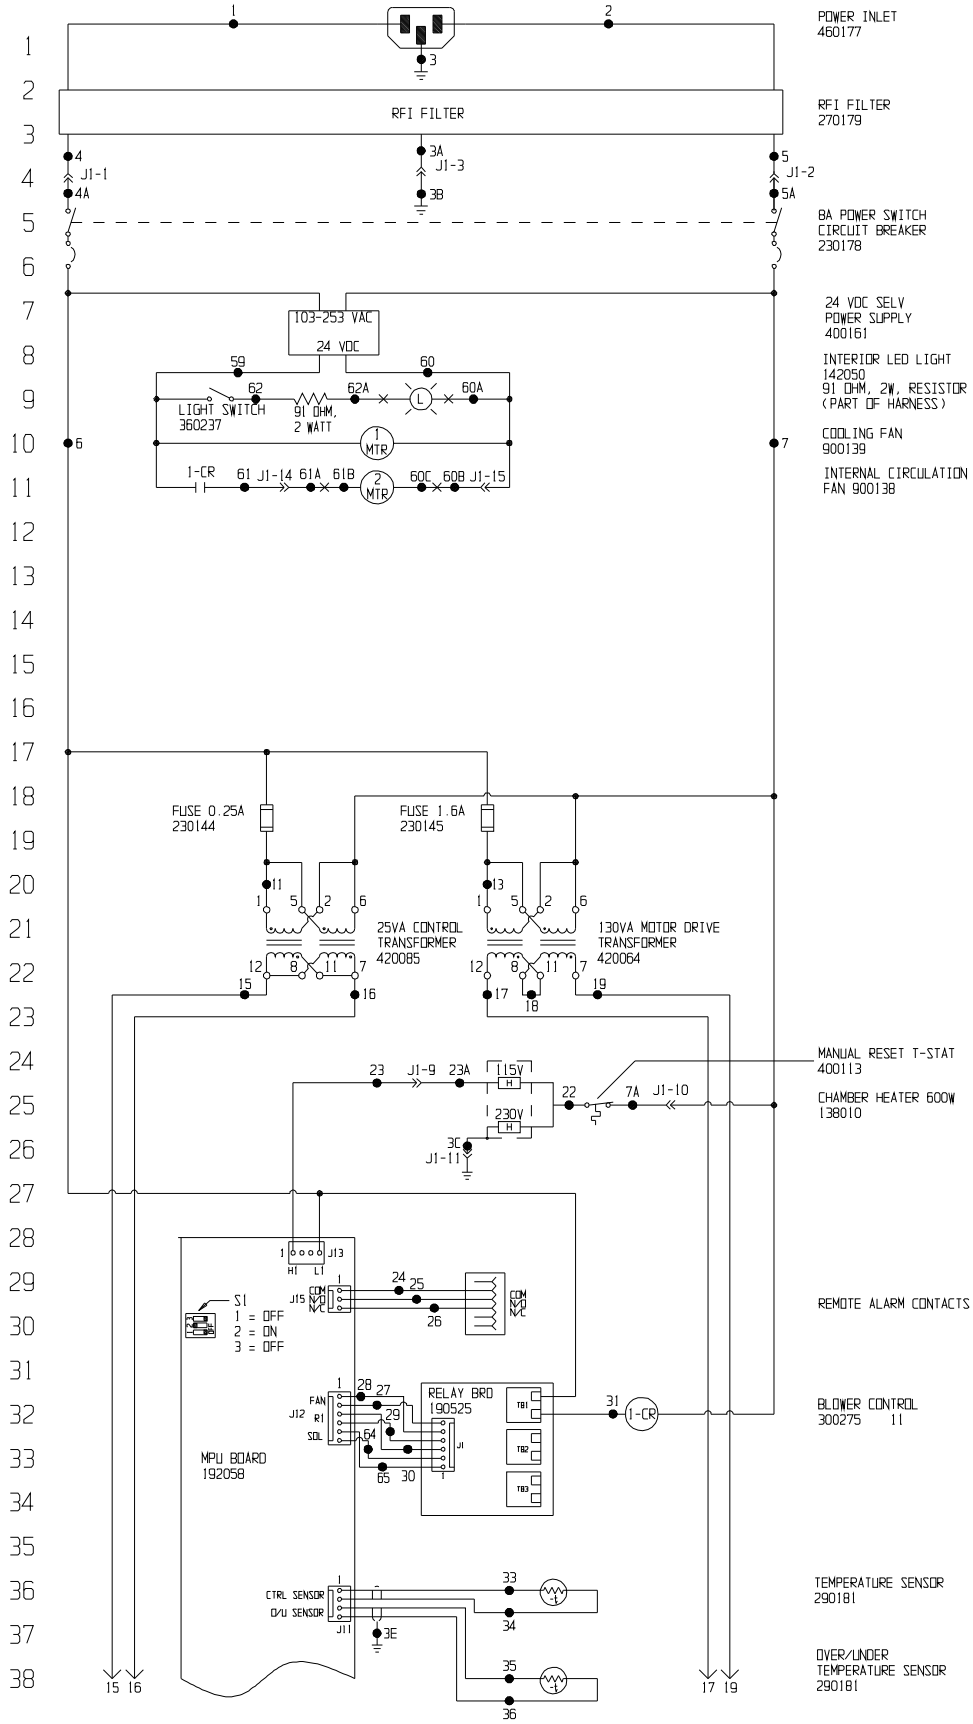 1 2 POWER INLET
460177
1
3
2
RFI FILTER RFI FILTER
270179
3
4 3A 5
J1-1 J1-3 J1-2
4
4A 3B 5A
5 8A POWER SWITCH
CIRCUIT BREAKER
230178
6
7 24 VDC SELV
103-253 VAC POWER SUPPLY
400161
24 VDC
8
59 60 INTERIOR LED LIGHT
142050
62 62A 60A 91 OHM, 2W, RESISTOR
9 L (PART OF HARNESS)
LIGHT SWITCH 91 OHM,
360237 2 WATT
10 6 1 7 COOLING FAN
MTR 900139
1-CR 61 J1-14 61A 61B 60C 60B J1-15 INTERNAL CIRCULATION
11 2 FAN 900138
MTR
12
13
14
15
16
17
18
FUSE 0.25A FUSE 1.6A
230144 230145
19
20 11 13
1 5 2 6 1 5 2 6
21 25VA CONTROL 130VA MOTOR DRIVE
TRANSFORMER TRANSFORMER
420085 420064
22 12 8 11 7 12 8 11 7
15 16 17 18 19
23
24 MANUAL RESET T-STAT
400113
23 J1-9 23A 115V
H
25 22 7A J1-10 CHAMBER HEATER 600W
138010
230V
H
26 3C
J1-11
27
28
1 J13
H1 L1
29 1 24 25
COM COM
J15 N/O N/O
N/C 26 N/C
S1 REMOTE ALARM CONTACTS
30 1 2 3 OFF 1 = OFF
2 = ON
3 = OFF
31
1 28 27 RELAY BRD
190525
FAN TB1 31 BLOWER CONTROL
32 J12 R1 29 1-CR 300275 11
SOL 64 J1 TB2
33 MPU BOARD 65 30 1
192058
TB3
34
35
36 1 33 TEMPERATURE SENSOR
CTRL SENSOR -t 290181
O/U SENSOR 34
37 J11 3E
OVER/UNDER
35 TEMPERATURE SENSOR
38 15 16 -t 17 19 290181
36